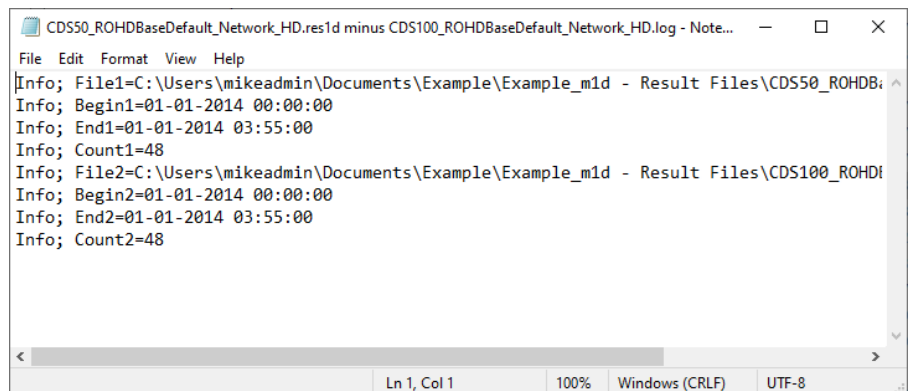 CDS50_ROHDBaseDefault_Network_HD.res1d minus CDS100_ROHDBaseDefault_Network_HD.log - Note...
File Edit Format View Help
Info; File1=C:\Users\mikeadmin\Documents\Example\Example_m1d - Result Files\CDS50_ROHDBa
Info; Begin1=01-01-2014 00:00:00
Info; End1=01-01-2014 03:55:00
Info; Count1=48
Info; File2=C:\Users\mikeadmin\Documents\Example\Example_m1d - Result Files\CDS100_ROHDB
Info; Begin2=01-01-2014 00:00:00
Info; End2=01-01-2014 03:55:00
Info; Count2=48
Ln 1, Col 1 100% Windows (CRLF) UTF-8